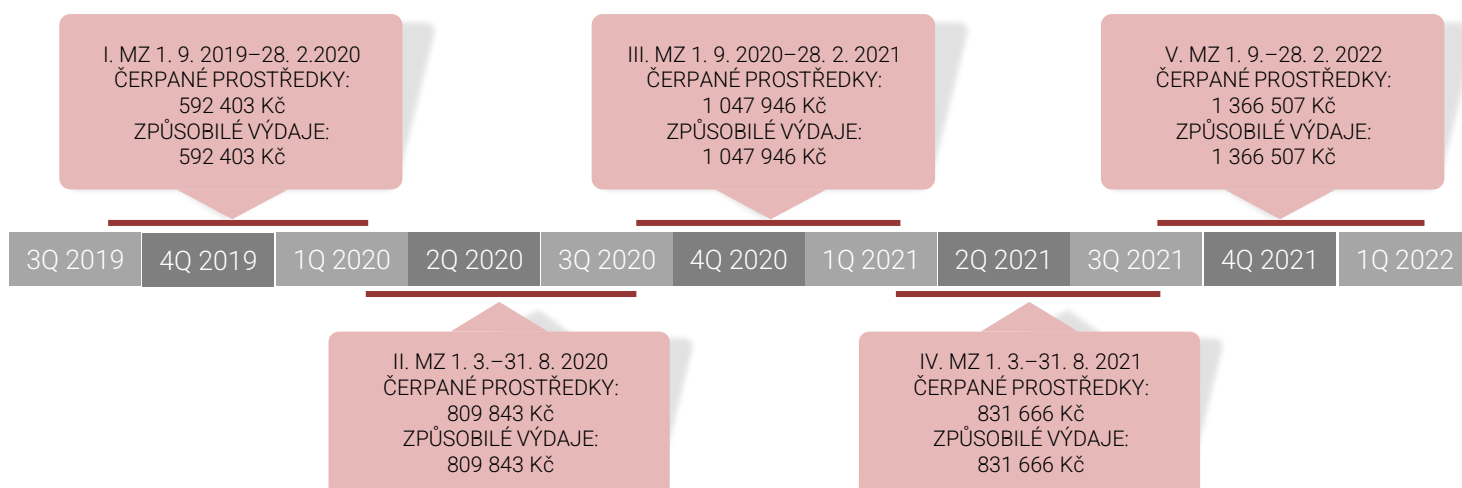 I. MZ 1. 9. 2019–28. 2.2020
ČERPANÉ PROSTŘEDKY:
592 403 Kč
ZPŮSOBILÉ VÝDAJE:
592 403 Kč
III. MZ 1. 9. 2020–28. 2. 2021
ČERPANÉ PROSTŘEDKY:
1 047 946 Kč
ZPŮSOBILÉ VÝDAJE:
1 047 946 Kč
V. MZ 1. 9.–28. 2. 2022
ČERPANÉ PROSTŘEDKY:
1 366 507 Kč
ZPŮSOBILÉ VÝDAJE:
1 366 507 Kč
3Q 2019
4Q 2019
1Q 2020
2Q 2020
3Q 2020
4Q 2020
1Q 2021
2Q 2021
3Q 2021
4Q 2021
1Q 2022
II. MZ 1. 3.–31. 8. 2020
ČERPANÉ PROSTŘEDKY:
809 843 Kč
ZPŮSOBILÉ VÝDAJE:
809 843 Kč
IV. MZ 1. 3.–31. 8. 2021
ČERPANÉ PROSTŘEDKY:
831 666 Kč
ZPŮSOBILÉ VÝDAJE:
831 666 Kč